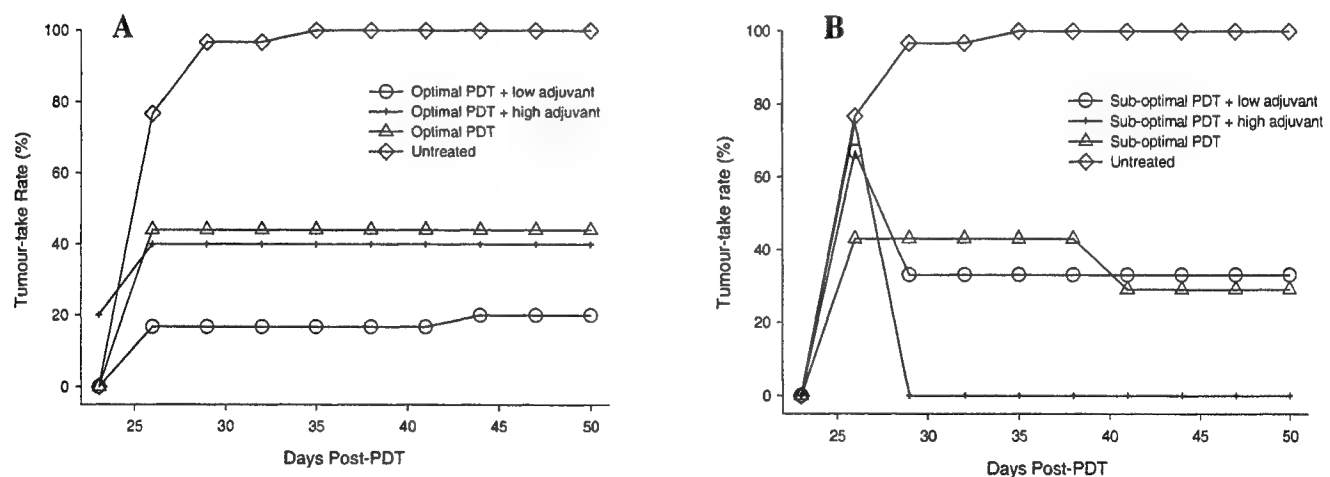 A
Tumour-take Rate (%)
100
80
60
40
20
0
Optimal PDT + low adjuvant
Optimal PDT + high adjuvant
Optimal PDT
Untreated
25 30 35 40 45 50
Days Post-PDT
B
Tumour-take rate (%)
100
80
60
40
20
0
Sub-optimal PDT + low adjuvant
Sub-optimal PDT + high adjuvant
Sub-optimal PDT
Untreated
25 30 35 40 45 50
Days Post-PDT